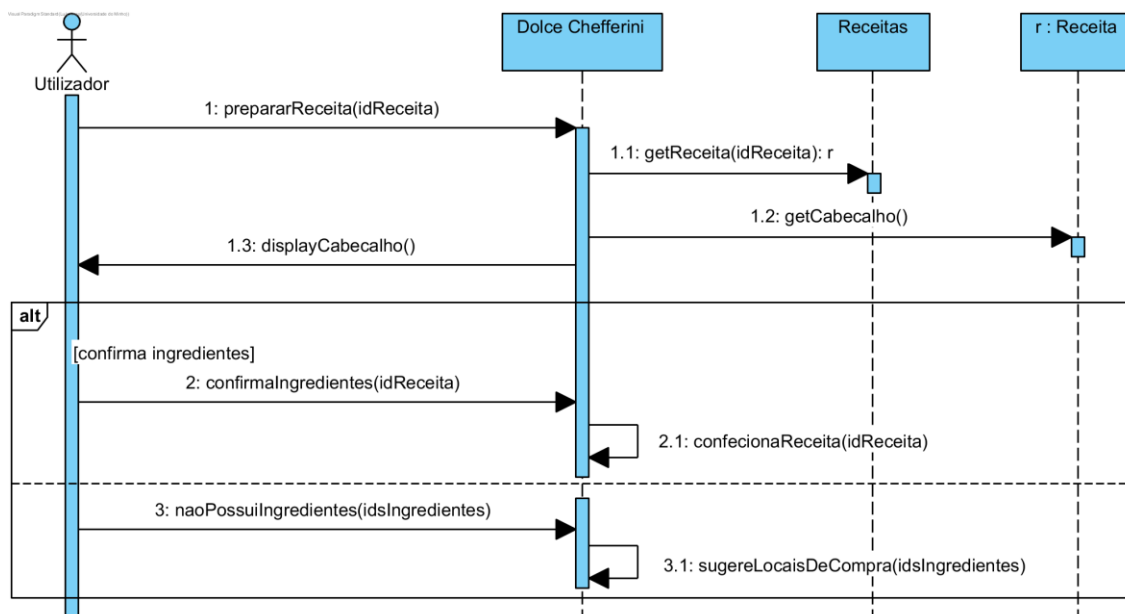 Dolce Chefferini
Receitas
r : Receita
Utilizador
1: prepararReceita(idReceita)
1.1: getReceita(idReceita): r
1.2: getCabecalho()
1.3: displayCabecalho()
alt
[confirma ingredientes]
2: confirmaIngredientes(idReceita)
2.1: confecionaReceita(idReceita)
3: naoPossuiIngredientes(idsIngredientes)
3.1: sugereLocaisDeCompra(idsIngredientes)